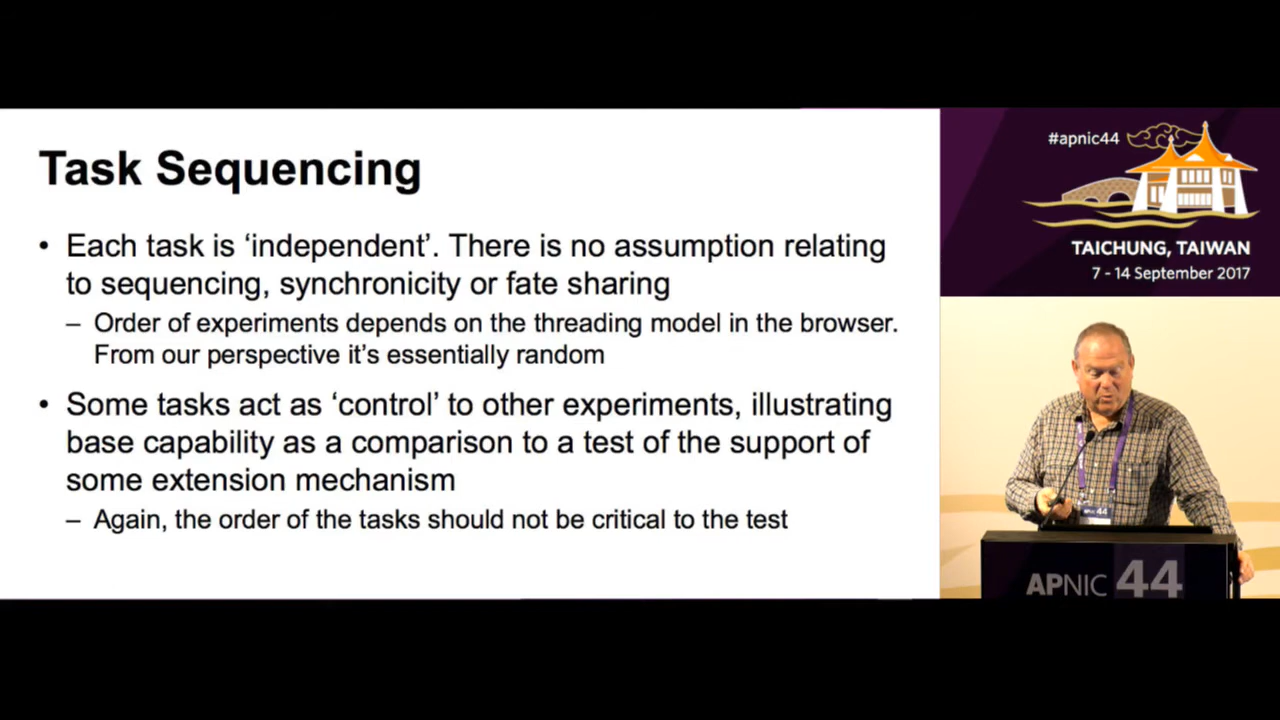 Task Sequencing
• Each task is ‘independent’. There is no assumption relating
to sequencing, synchronicity or fate sharing
– Order of experiments depends on the threading model in the browser.
From our perspective it’s essentially random
• Some tasks act as ‘control’ to other experiments, illustrating
base capability as a comparison to a test of the support of
some extension mechanism
– Again, the order of the tasks should not be critical to the test
#apnic44
TAICHUNG, TAIWAN
7 - 14 September 2017
APNIC 44
APNIC 44